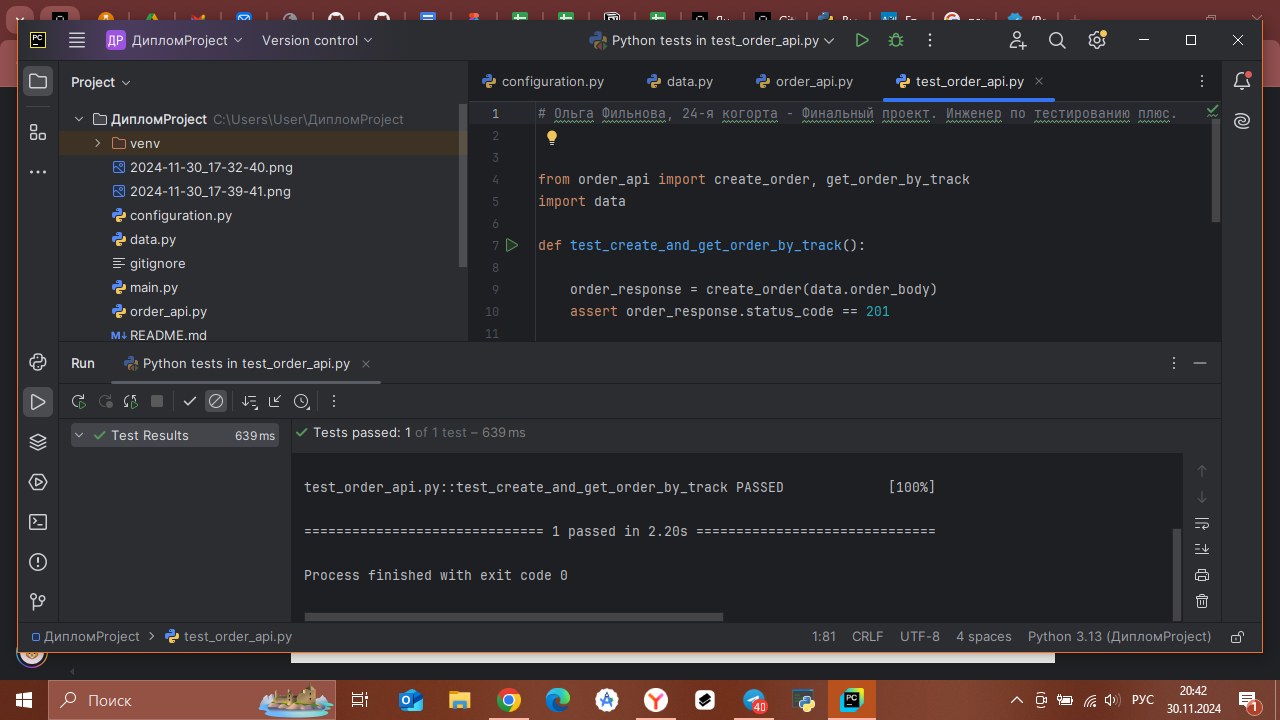 ДР ДипломProject Version control Python tests in test_order_api.py
Project
configuration.py data.py order_api.py test_order_api.py
ДипломProject C:\Users\User\ДипломProject
venv
2024-11-30_17-32-40.png
2024-11-30_17-39-41.png
configuration.py
data.py
gitignore
main.py
order_api.py
README.md
1 # Ольга Фильнова, 24-я когорта - Финальный проект. Инженер по тестированию плюс.
2
3
4 from order_api import create_order, get_order_by_track
5 import data
6
7 def test_create_and_get_order_by_track():
8
9 order_response = create_order(data.order_body)
10 assert order_response.status_code == 201
11
Run Python tests in test_order_api.py
Test Results 639 ms
Tests passed: 1 of 1 test – 639 ms
test_order_api.py::test_create_and_get_order_by_track PASSED [100%]
============================== 1 passed in 2.20s ==============================
Process finished with exit code 0
ДипломProject test_order_api.py 1:81 CRLF UTF-8 4 spaces Python 3.13 (ДипломProject)
Поиск
40
РУС
20:42
30.11.2024
1